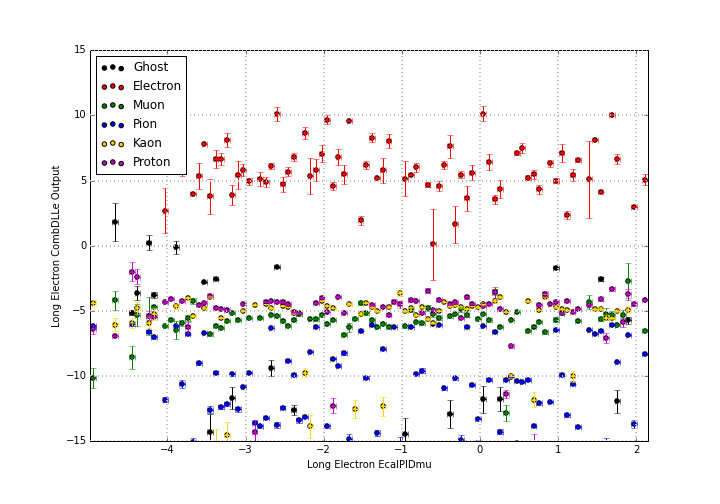 15
10
5
0
−5
−10
−15
Long Electron CombDLLe Output
Ghost
Electron
Muon
Pion
Kaon
Proton
−4 −3 −2 −1 0 1 2
Long Electron EcalPIDmu